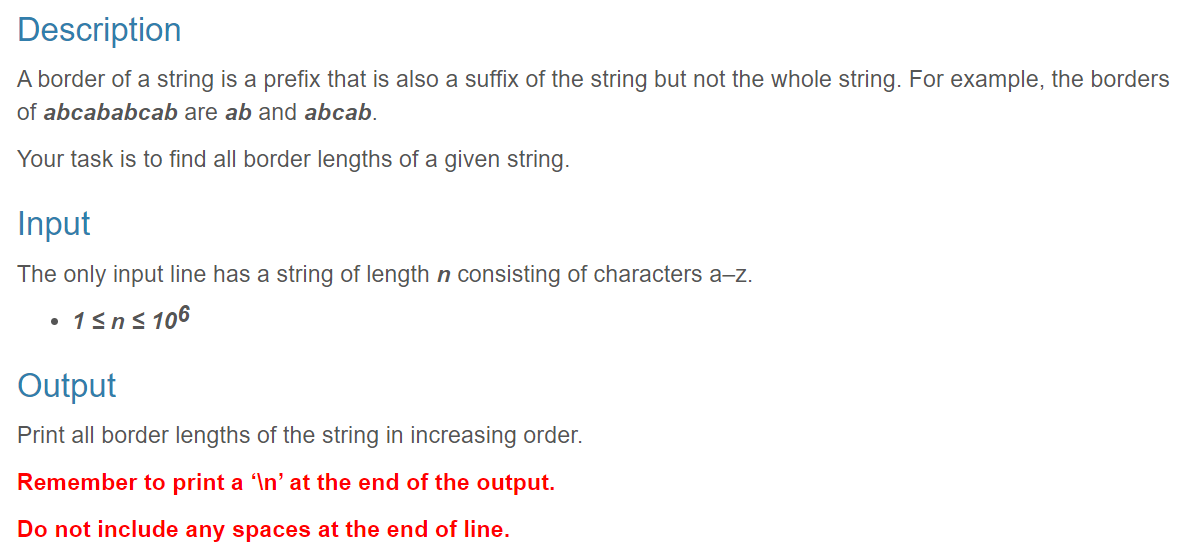 Description
A border of a string is a prefix that is also a suffix of the string but not the whole string. For example, the borders
of abcababcab are ab and abcab.
Your task is to find all border lengths of a given string.
Input
The only input line has a string of length n consisting of characters a–z.
• 1 ≤ n ≤ 10⁶
Output
Print all border lengths of the string in increasing order.
Remember to print a ‘\n’ at the end of the output.
Do not include any spaces at the end of line.